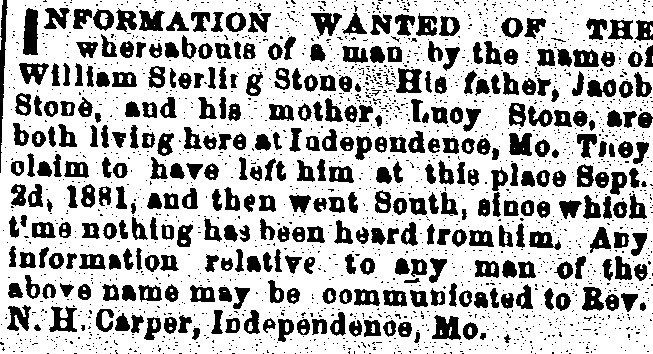 INFORMATION WANTED OF THE
whereabouts of a man by the name of
William Sterling Stone. His father, Jacob
Stone, and his mother, Lucy Stone, are
both living here at Independence, Mo. They
claim to have left him at this place Sept.
2d, 1881, and then went South, since which
t'me nothing has been heard from him. Any
information relative to any man of the
above name may be communicated to Rev.
N. H. Carper, Independence, Mo.